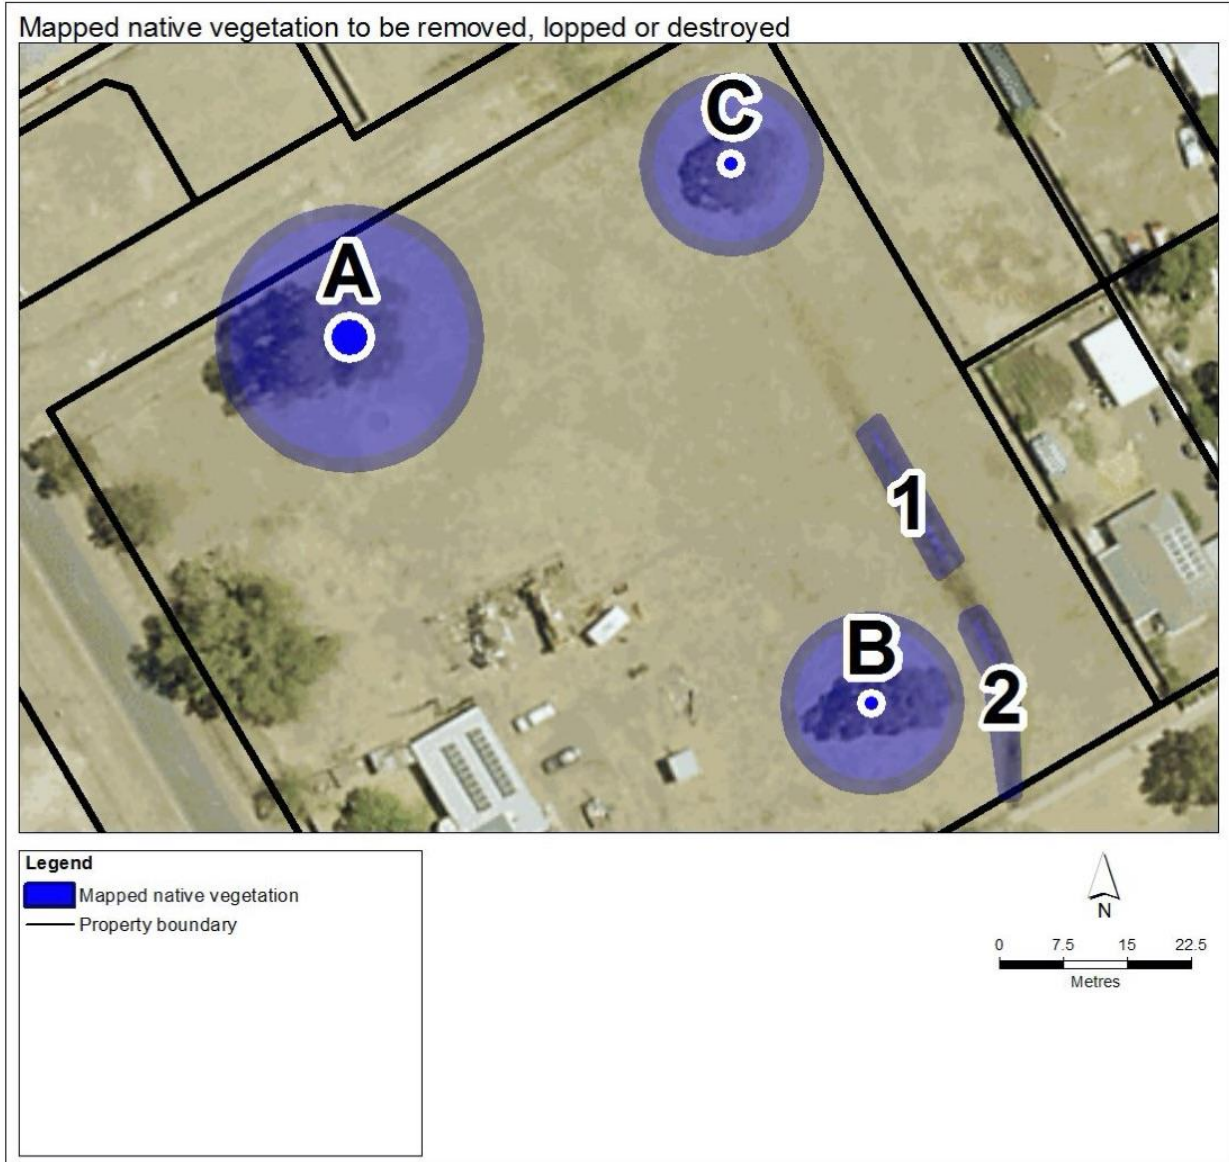 Mapped native vegetation to be removed, lopped or destroyed
C
A
1
B
2
Legend
Mapped native vegetation
Property boundary
N
0 7.5 15 22.5
Metres